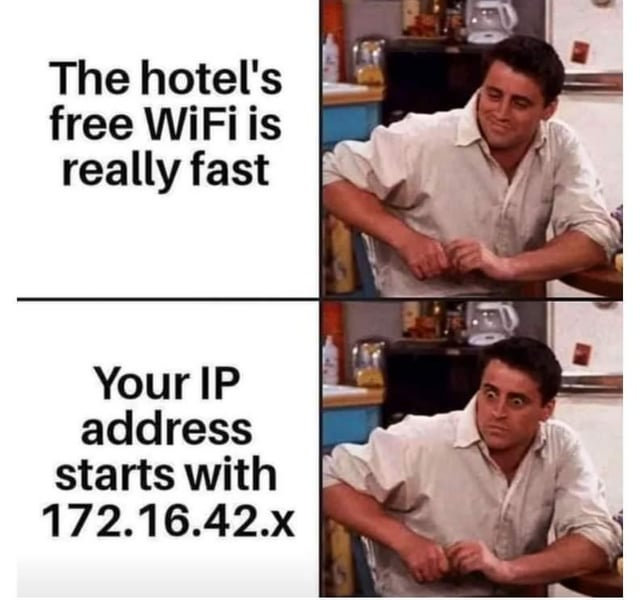 The hotel's
free WiFi is
really fast
Your IP
address
starts with
172.16.42.x